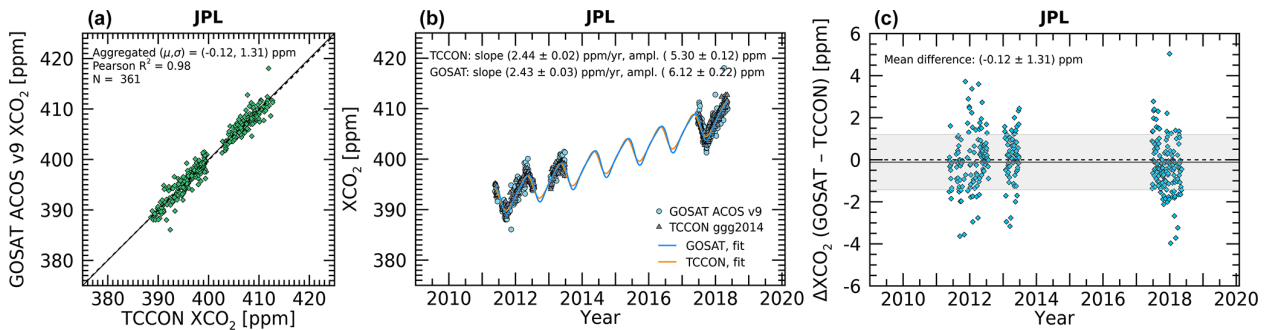 (a)
JPL
Aggregated (μ,σ) = (-0.12, 1.31) ppm
Pearson R² = 0.98
N = 361
GOSAT ACOS v9 XCO₂ [ppm]
420
410
400
390
380
380 390 400 410 420
TCCON XCO₂ [ppm]
(b)
JPL
TCCON: slope (2.44 ± 0.02) ppm/yr, ampl. ( 5.30 ± 0.12) ppm
GOSAT: slope (2.43 ± 0.03) ppm/yr, ampl. ( 6.12 ± 0.22) ppm
XCO₂ [ppm]
420
410
400
390
380
GOSAT ACOS v9
TCCON ggg2014
GOSAT, fit
TCCON, fit
2010 2012 2014 2016 2018 2020
Year
(c)
JPL
Mean difference: (-0.12 ± 1.31) ppm
ΔXCO₂ (GOSAT − TCCON) [ppm]
6
4
2
0
-2
-4
-6
2010 2012 2014 2016 2018 2020
Year